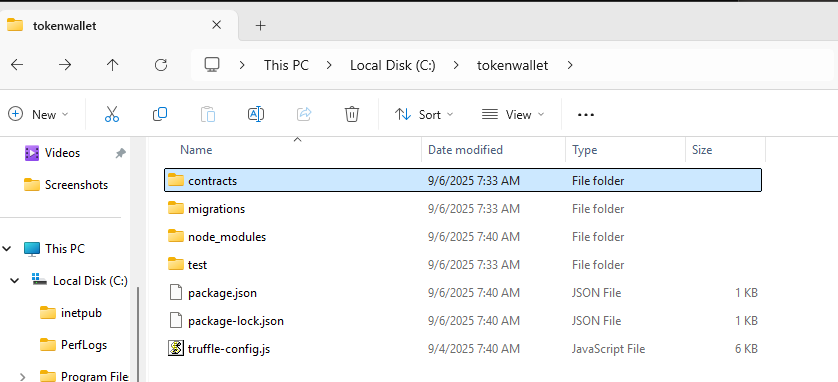 tokenwallet
This PC Local Disk (C:) tokenwallet
New Sort View
Name Date modified Type Size
Videos
Screenshots
This PC
Local Disk (C:)
inetpub
PerfLogs
Program File
contracts 9/6/2025 7:33 AM File folder
migrations 9/6/2025 7:33 AM File folder
node_modules 9/6/2025 7:40 AM File folder
test 9/6/2025 7:33 AM File folder
package.json 9/6/2025 7:40 AM JSON File 1 KB
package-lock.json 9/6/2025 7:40 AM JSON File 1 KB
truffle-config.js 9/4/2025 7:40 AM JavaScript File 6 KB